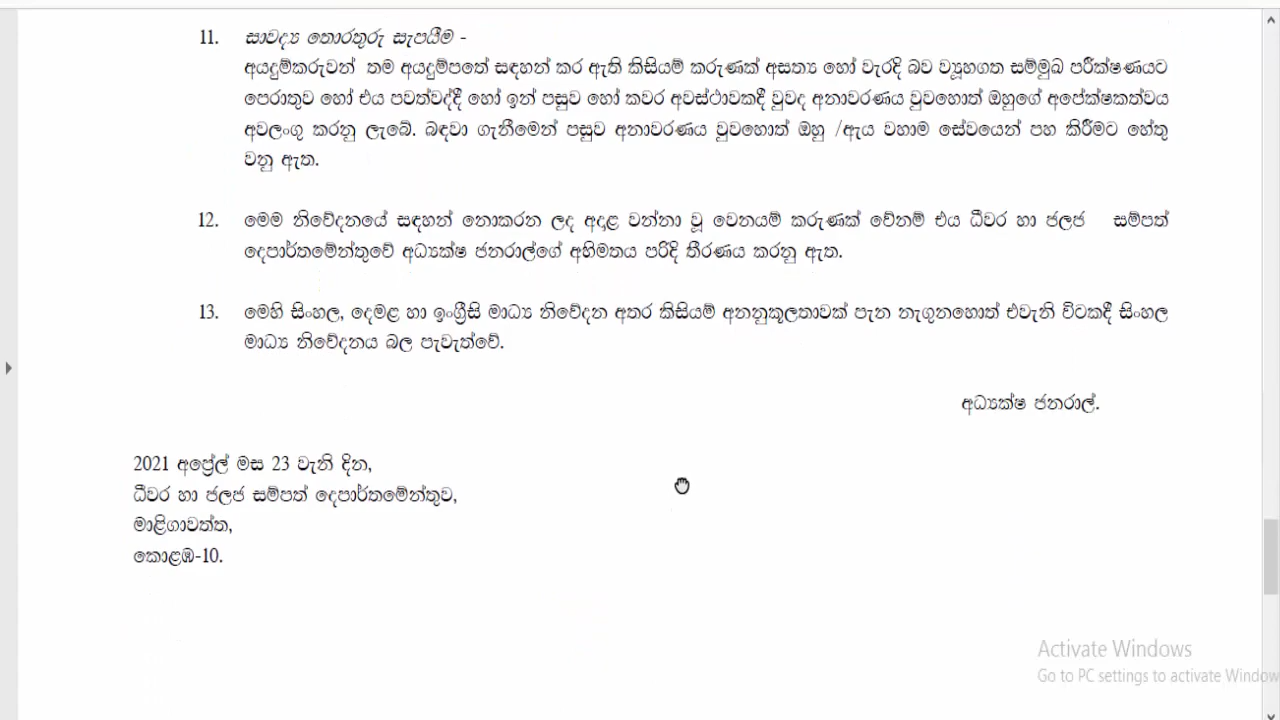 11. සාවද්‍ය තොරතුරු සැපයීම -
අයදුම්කරුවන් තම අයදුම්පතේ සඳහන් කර ඇති කිසියම් කරුණක් අසත්‍ය හෝ වැරදි බව ව්‍යූහගත සම්මුඛ පරීක්ෂණයට
පෙරාතුව හෝ එය පවත්වද්දී හෝ ඉන් පසුව හෝ කවර අවස්ථාවකදී වුවද අනාවරණය වුවහොත් ඔහුගේ අපේක්ෂකත්වය
අවලංගු කරනු ලැබේ. බඳවා ගැනීමෙන් පසුව අනාවරණය වුවහොත් ඔහු /ඇය වහාම සේවයෙන් පහ කිරීමට හේතු
වනු ඇත.
12. මෙම නිවේදනයේ සඳහන් නොකරන ලද අදාළ වන්නා වූ වෙනයම් කරුණක් වේනම් එය ධීවර හා ජලජ සම්පත්
දෙපාර්තමේන්තුවේ අධ්‍යක්ෂ ජනරාල්ගේ අභිමතය පරිදි තීරණය කරනු ඇත.
13. මෙහි සිංහල, දෙමළ හා ඉංග්‍රීසි මාධ්‍ය නිවේදන අතර කිසියම් අනනුකූලතාවක් පැන නැගුනහොත් එවැනි විටකදී සිංහල
මාධ්‍ය නිවේදනය බල පැවැත්වේ.
අධ්‍යක්ෂ ජනරාල්.
2021 අප්‍රේල් මස 23 වැනි දින,
ධීවර හා ජලජ සම්පත් දෙපාර්තමේන්තුව,
මාළිගාවත්ත,
කොළඹ-10.
Activate Windows
Go to PC settings to activate Window